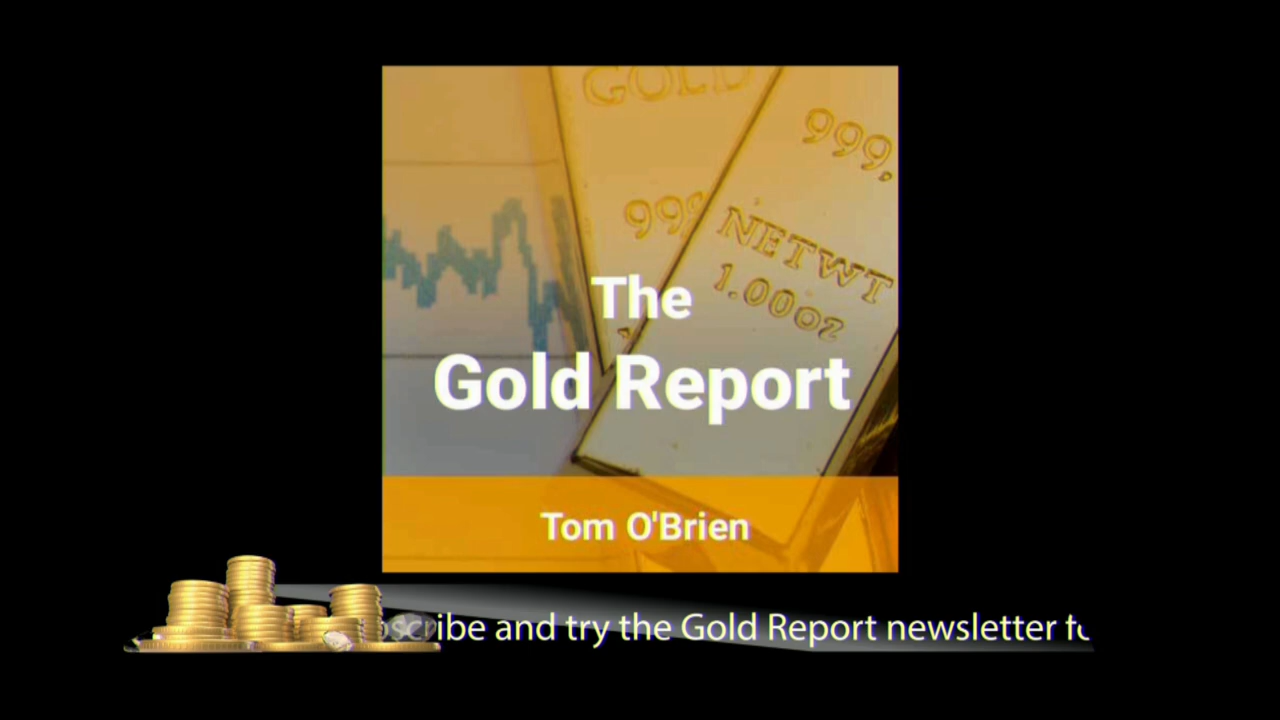 GOLD
999.
999
NETWT
1.00oz
The
Gold Report
Tom O'Brien
ibe and try the Gold Report newsletter